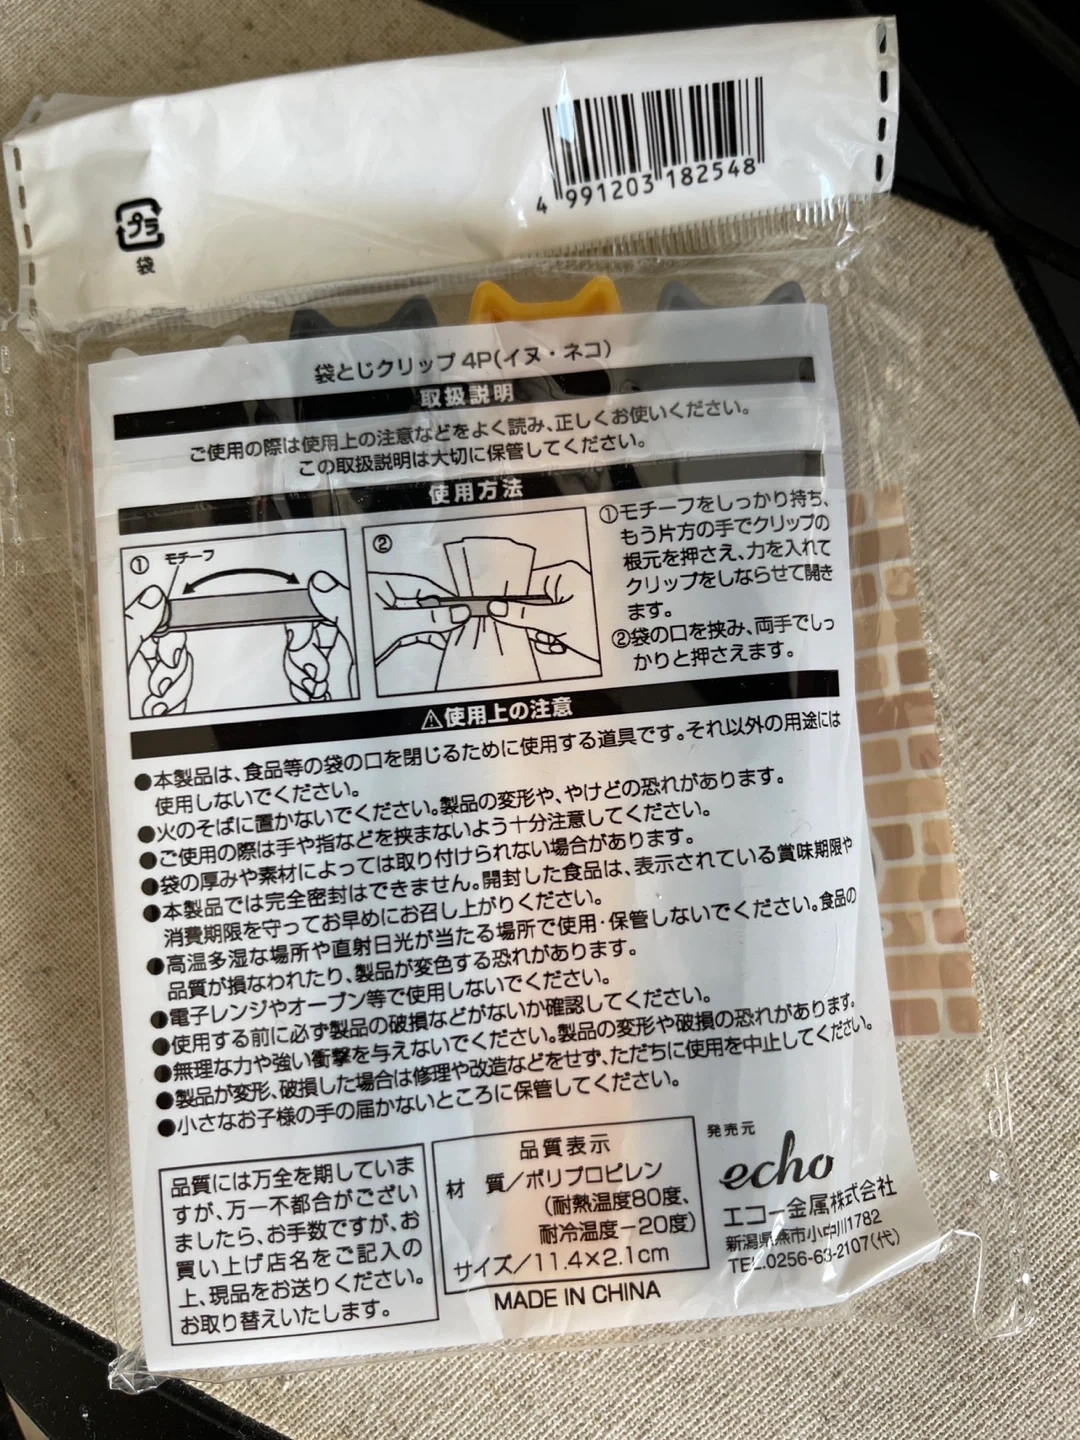 4 991203 182548
プラ
袋
袋とじクリップ 4P(イヌ・ネコ)
取扱説明
ご使用の際は使用上の注意などをよく読み、正しくお使いください。
この取扱説明は大切に保管してください。
使用方法
① モチーフ
②
①モチーフをしっかり持ち、
もう片方の手でクリップの
根元を押さえ、力を入れて
クリップをしならせて開き
ます。
②袋の口を挟み、両手でしっ
かりと押さえます。
⚠使用上の注意
●本製品は、食品等の袋の口を閉じるために使用する道具です。それ以外の用途には
使用しないでください。
●火のそばに置かないでください。製品の変形や、やけどの恐れがあります。
●ご使用の際は手や指などを挟まないよう十分注意してください。
●袋の厚みや素材によっては取り付けられない場合があります。
●本製品では完全密封はできません。開封した食品は、表示されている賞味期限や
消費期限を守ってお早めにお召し上がりください。
●高温多湿な場所や直射日光が当たる場所で使用・保管しないでください。食品の
品質が損なわれたり、製品が変色する恐れがあります。
●電子レンジやオーブン等で使用しないでください。
●使用する前に必ず製品の破損などがないか確認してください。
●無理な力や強い衝撃を与えないでください。製品の変形や破損の恐れがあります。
●製品が変形、破損した場合は修理や改造などをせず、ただちに使用を中止してください。
●小さなお子様の手の届かないところに保管してください。
品質には万全を期していま
すが、万一不都合がござい
ましたら、お手数ですが、お
買い上げ店名をご記入の
上、現品をお送りください。
お取り替えいたします。
品質表示
材 質/ポリプロピレン
(耐熱温度80度、
耐冷温度−20度)
サイズ/11.4×2.1cm
MADE IN CHINA
発売元
echo
エコー金属株式会社
新潟県燕市小中川1782
TEL.0256-63-2107(代)